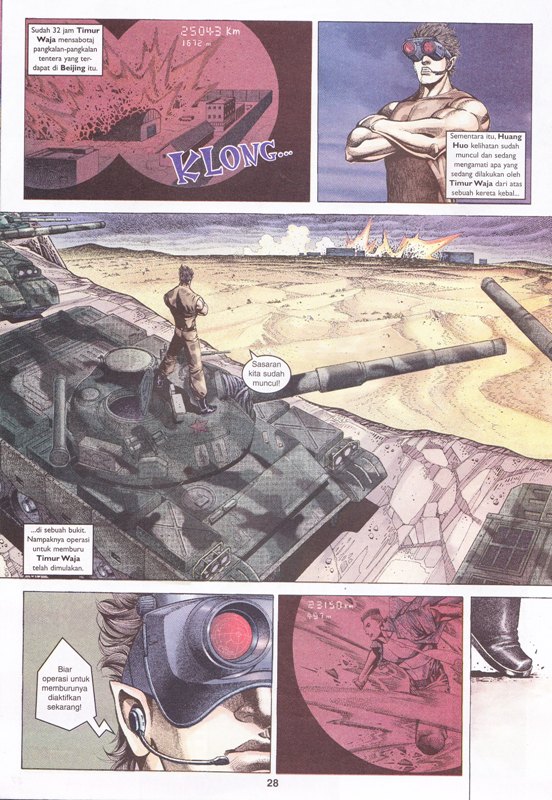 Sudah 32 jam Timur
Waja mensabotaj
pangkalan-pangkalan
tentera yang ter-
dapat di Beijing itu.
25043 Km
1672 m
KLONG...
Sementara itu, Huang
Huo kelihatan sudah
muncul dan sedang
mengamati apa yang
sedang dilakukan oleh
Timur Waja dari atas
sebuah kereta kebal...
Sasaran
kita sudah
muncul!
...di sebuah bukit.
Nampaknya operasi
untuk memburu
Timur Waja
telah dimulakan.
Biar
operasi untuk
memburunya
diaktifkan
sekarang!
28